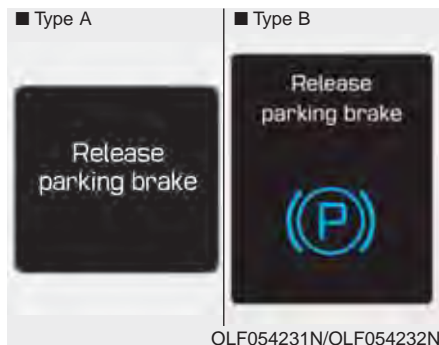 ■ Type A
Release
parking brake
■ Type B
Release
parking brake
P
OLF054231N/OLF054232N